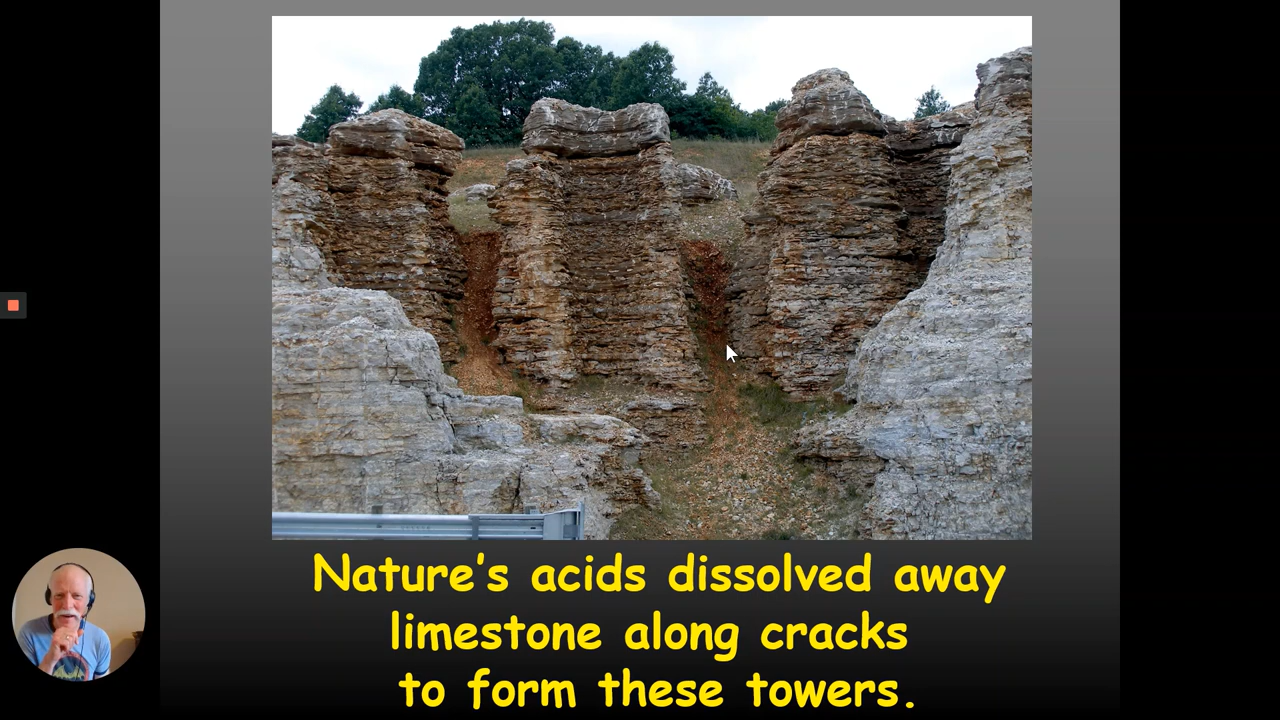 Nature's acids dissolved away
limestone along cracks
to form these towers.